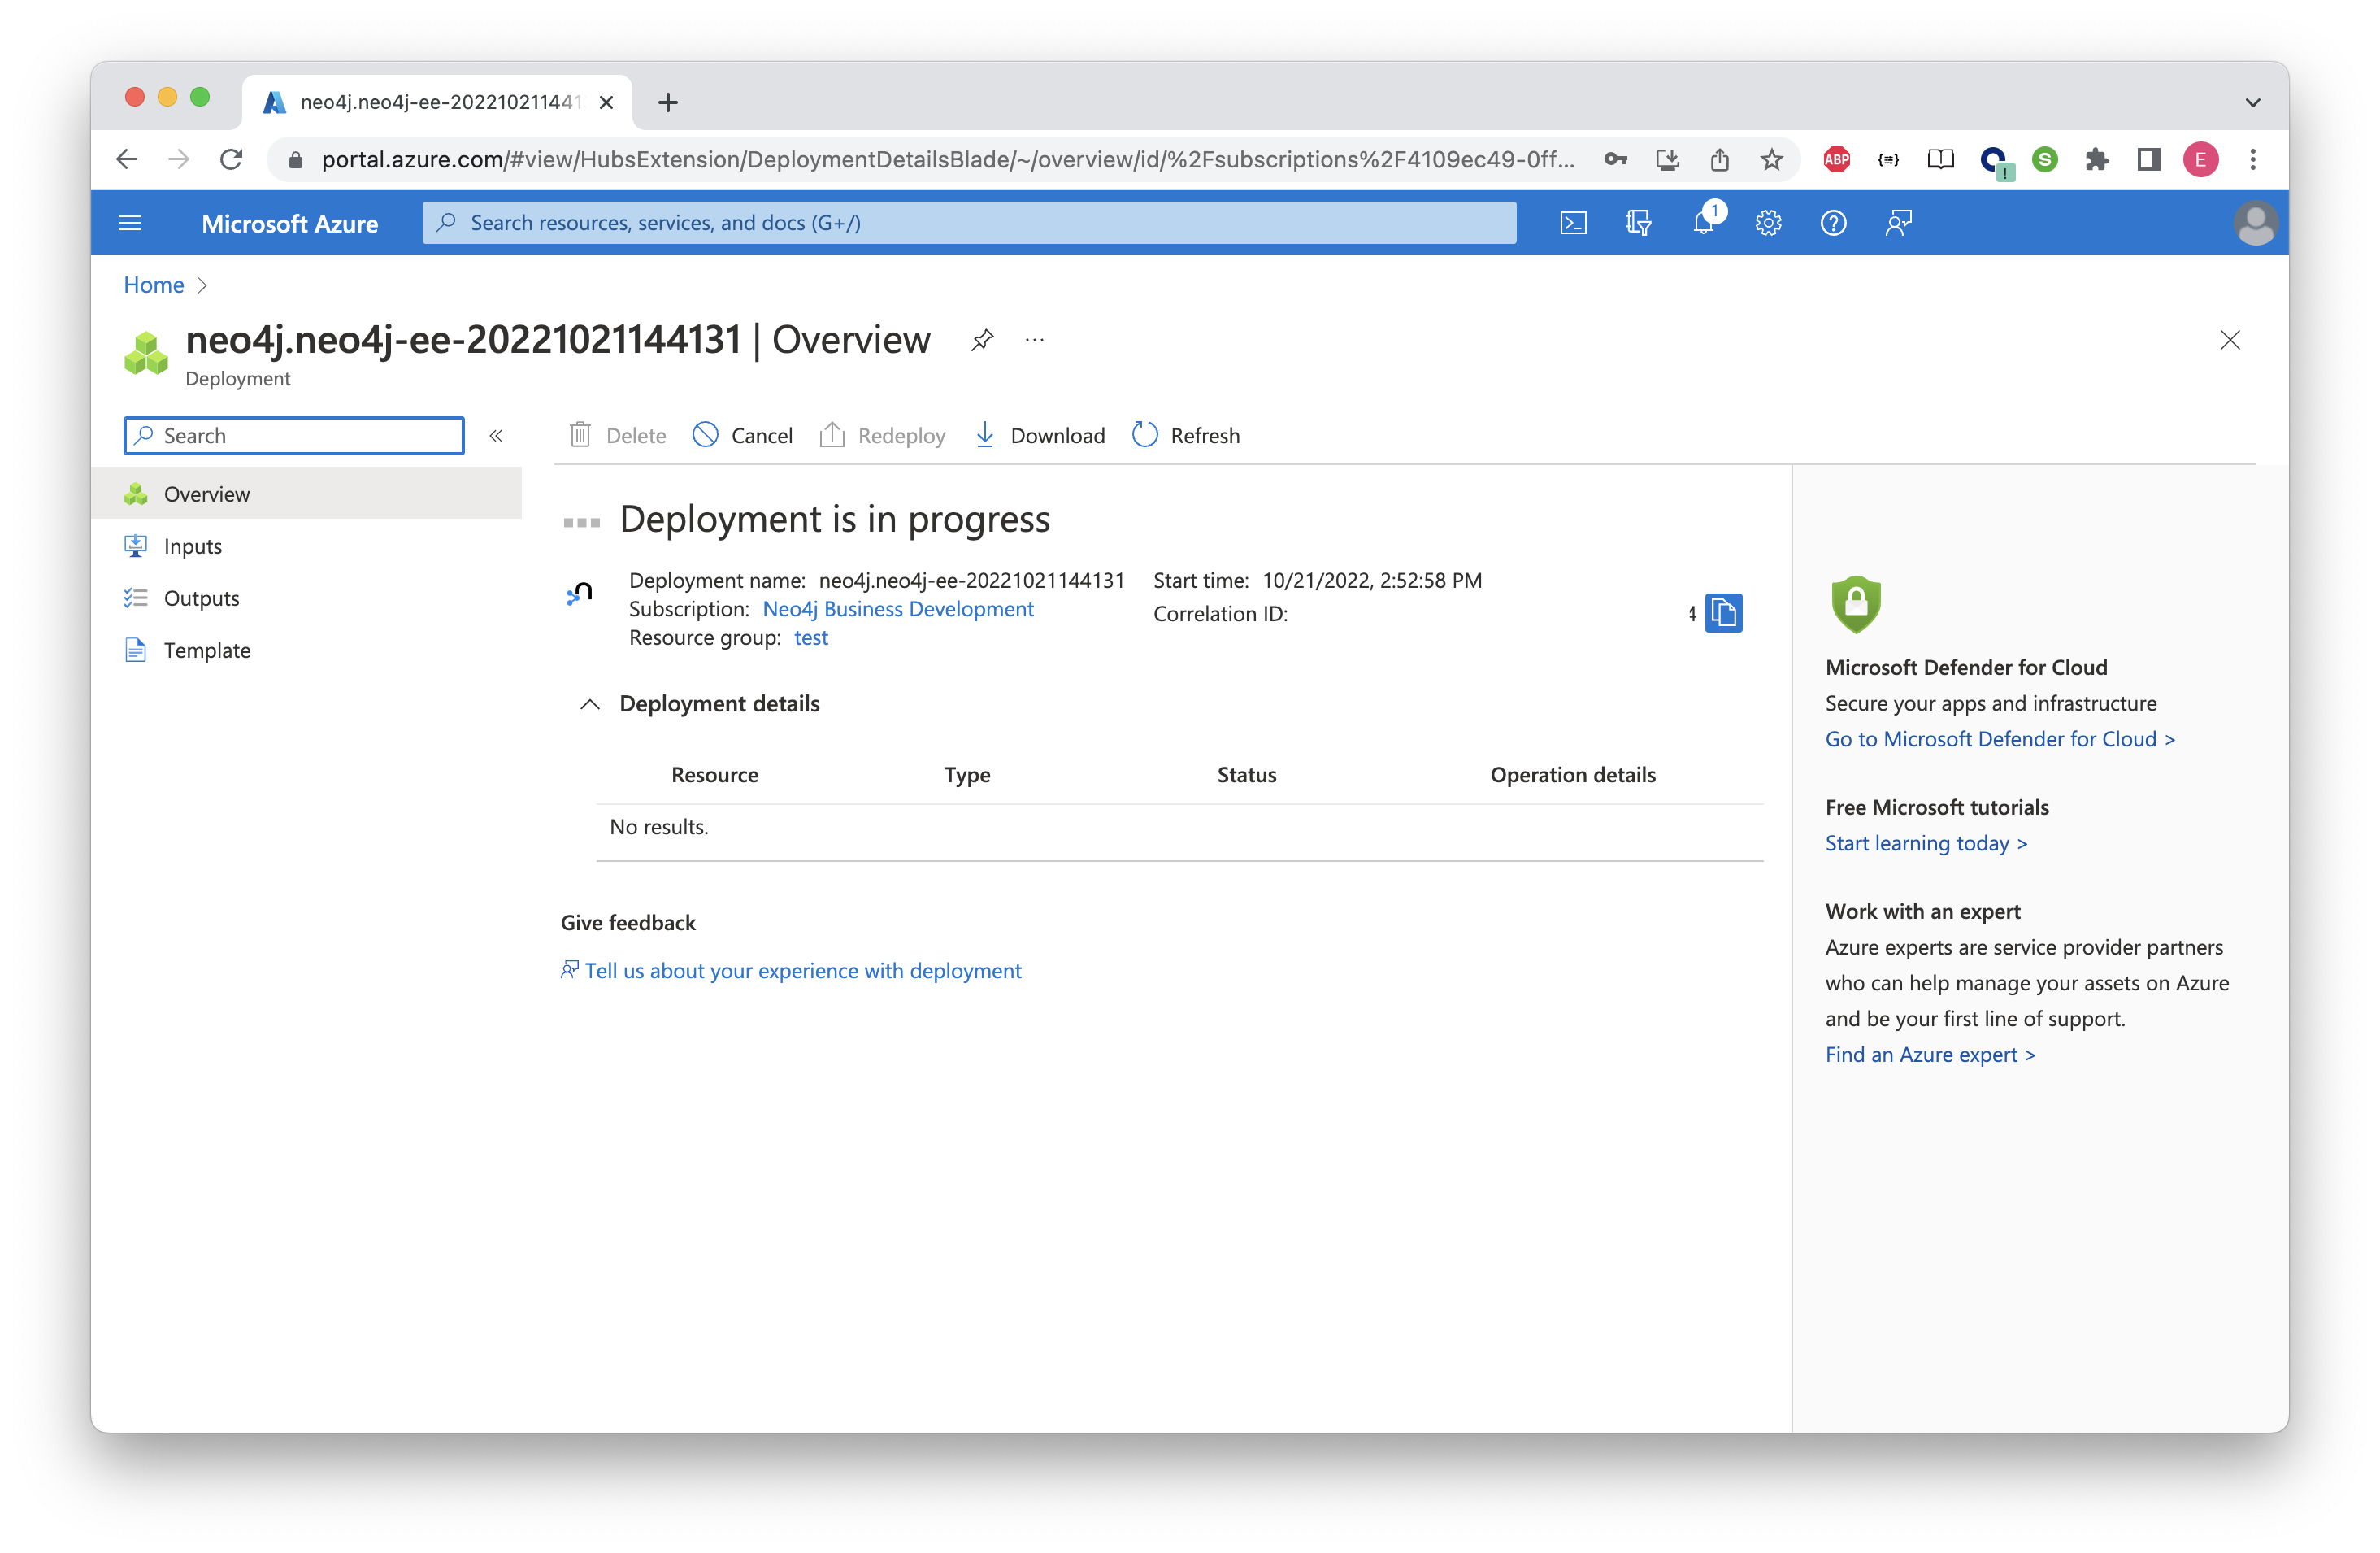 neo4j.neo4j-ee-2022102114413
portal.azure.com/#view/HubsExtension/DeploymentDetailsBlade/~/overview/id/%2Fsubscriptions%2F4109ec49-0ff...
ABP
{≡}
!
S
E
Microsoft Azure
Search resources, services, and docs (G+/)
1
Home >
neo4j.neo4j-ee-20221021144131 | Overview
...
Deployment
Search
«
Delete
Cancel
Redeploy
Download
Refresh
Overview
Inputs
Outputs
Template
Deployment is in progress
Deployment name: neo4j.neo4j-ee-20221021144131
Subscription: Neo4j Business Development
Resource group: test
Start time: 10/21/2022, 2:52:58 PM
Correlation ID:
Deployment details
Resource Type Status Operation details
No results.
Give feedback
Tell us about your experience with deployment
Microsoft Defender for Cloud
Secure your apps and infrastructure
Go to Microsoft Defender for Cloud >
Free Microsoft tutorials
Start learning today >
Work with an expert
Azure experts are service provider partners
who can help manage your assets on Azure
and be your first line of support.
Find an Azure expert >